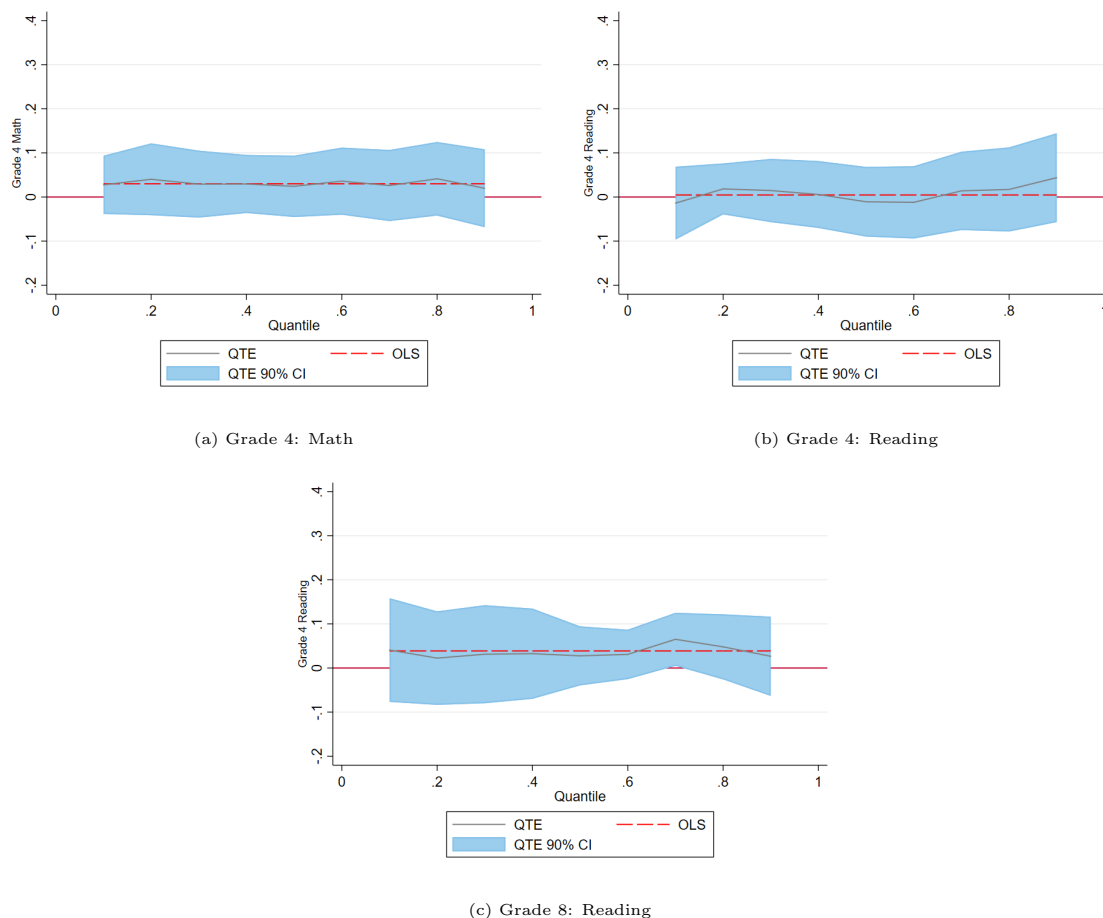 Grade 4 Math
.4
.3
.2
.1
0
-.1
-.2
0 .2 .4 .6 .8 1
Quantile
QTE OLS
QTE 90% CI
(a) Grade 4: Math
Grade 4 Reading
.4
.3
.2
.1
0
-.1
-.2
0 .2 .4 .6 .8 1
Quantile
QTE OLS
QTE 90% CI
(b) Grade 4: Reading
Grade 4 Reading
.4
.3
.2
.1
0
-.1
-.2
0 .2 .4 .6 .8 1
Quantile
QTE OLS
QTE 90% CI
(c) Grade 8: Reading